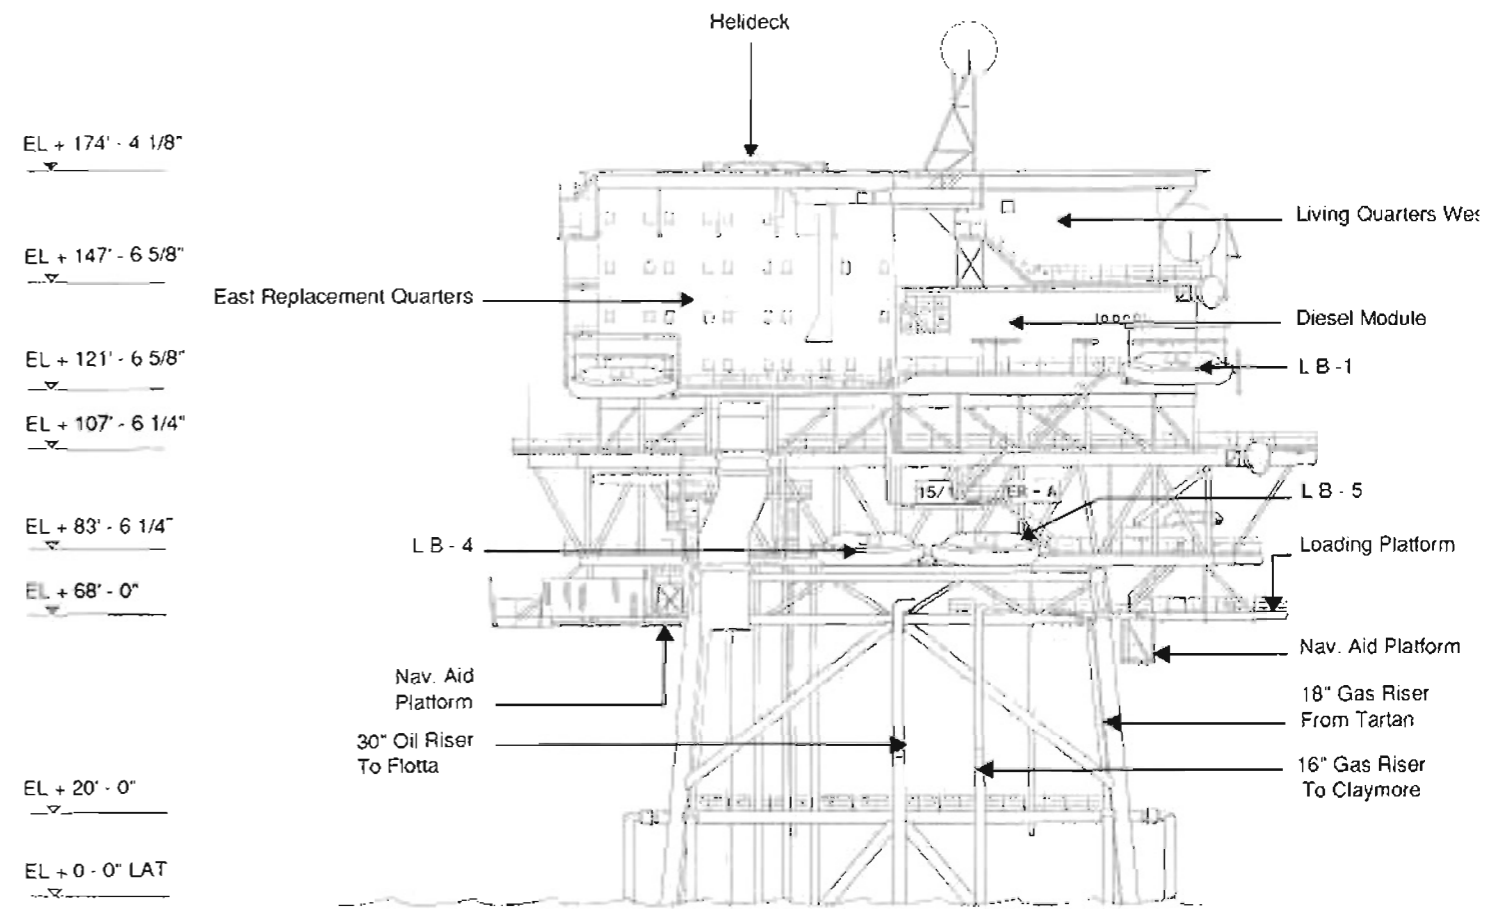 Helideck
EL + 174' - 4 1/8"
Living Quarters Wes
EL + 147' - 6 5/8"
East Replacement Quarters
Diesel Module
EL + 121' - 6 5/8"
L B -1
EL + 107' - 6 1/4"
15/1 ER - A
L B - 5
EL + 83' - 6 1/4"
L B - 4
Loading Platform
EL + 68' - 0"
Nav. Aid Platform
Nav. Aid
Platform
18" Gas Riser
From Tartan
30" Oil Riser
To Flotta
16" Gas Riser
To Claymore
EL + 20' - 0"
EL + 0 - 0" LAT